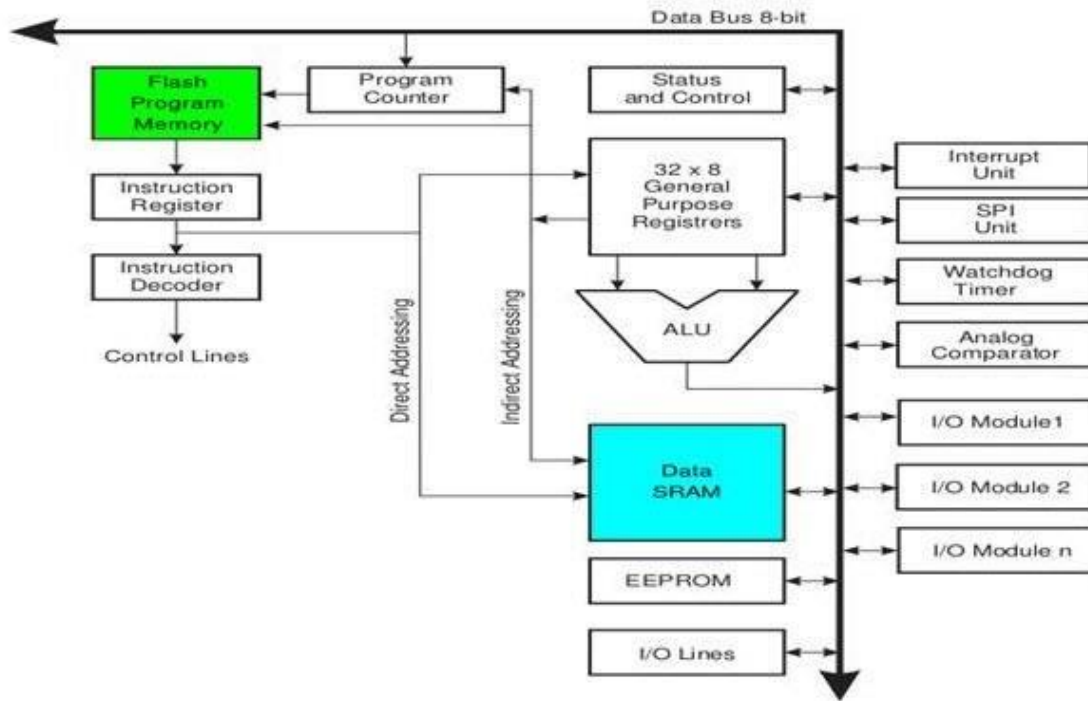 Data Bus 8-bit
Flash
Program
Memory
Program
Counter
Status
and Control
32 x 8
General
Purpose
Registrers
Interrupt
Unit
Instruction
Register
SPI
Unit
Instruction
Decoder
Watchdog
Timer
ALU
Analog
Comparator
Control Lines
Direct Addressing
Indirect Addressing
I/O Module1
Data
SRAM
I/O Module 2
I/O Module n
EEPROM
I/O Lines